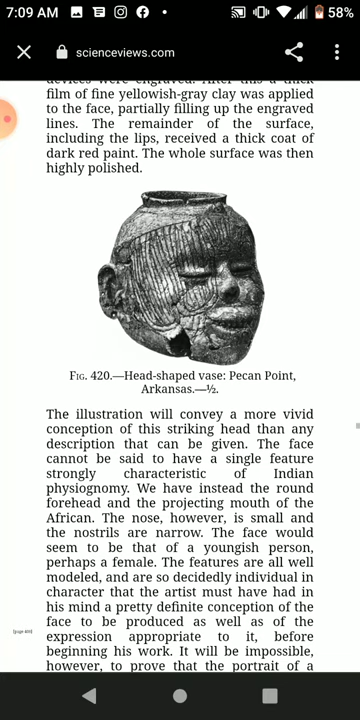 7:09 AM
58%
scienceviews.com
film of fine yellowish-gray clay was applied
to the face, partially filling up the engraved
lines. The remainder of the surface,
including the lips, received a thick coat of
dark red paint. The whole surface was then
highly polished.
FIG. 420.—Head-shaped vase: Pecan Point,
Arkansas.—½.
The illustration will convey a more vivid
conception of this striking head than any
description that can be given. The face
cannot be said to have a single feature
strongly characteristic of Indian
physiognomy. We have instead the round
forehead and the projecting mouth of the
African. The nose, however, is small and
the nostrils are narrow. The face would
seem to be that of a youngish person,
perhaps a female. The features are all well
modeled, and are so decidedly individual in
character that the artist must have had in
his mind a pretty definite conception of the
face to be produced as well as of the
expression appropriate to it, before
beginning his work. It will be impossible,
however, to prove that the portrait of a